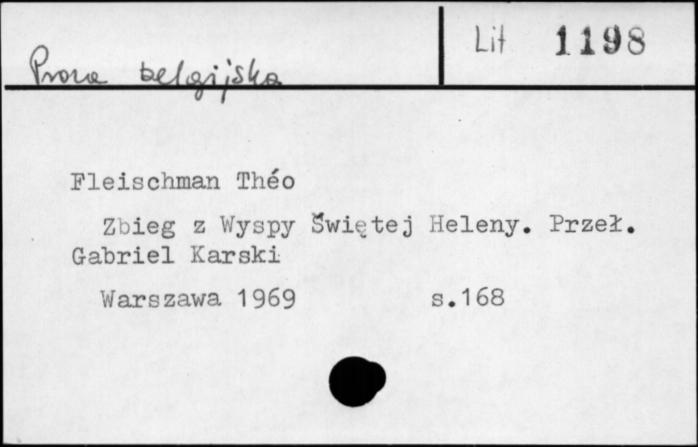 Proza belgijska
Lit 1198
Fleischman Théo
Zbieg z Wyspy Świętej Heleny. Przeł.
Gabriel Karski
Warszawa 1969 s.168